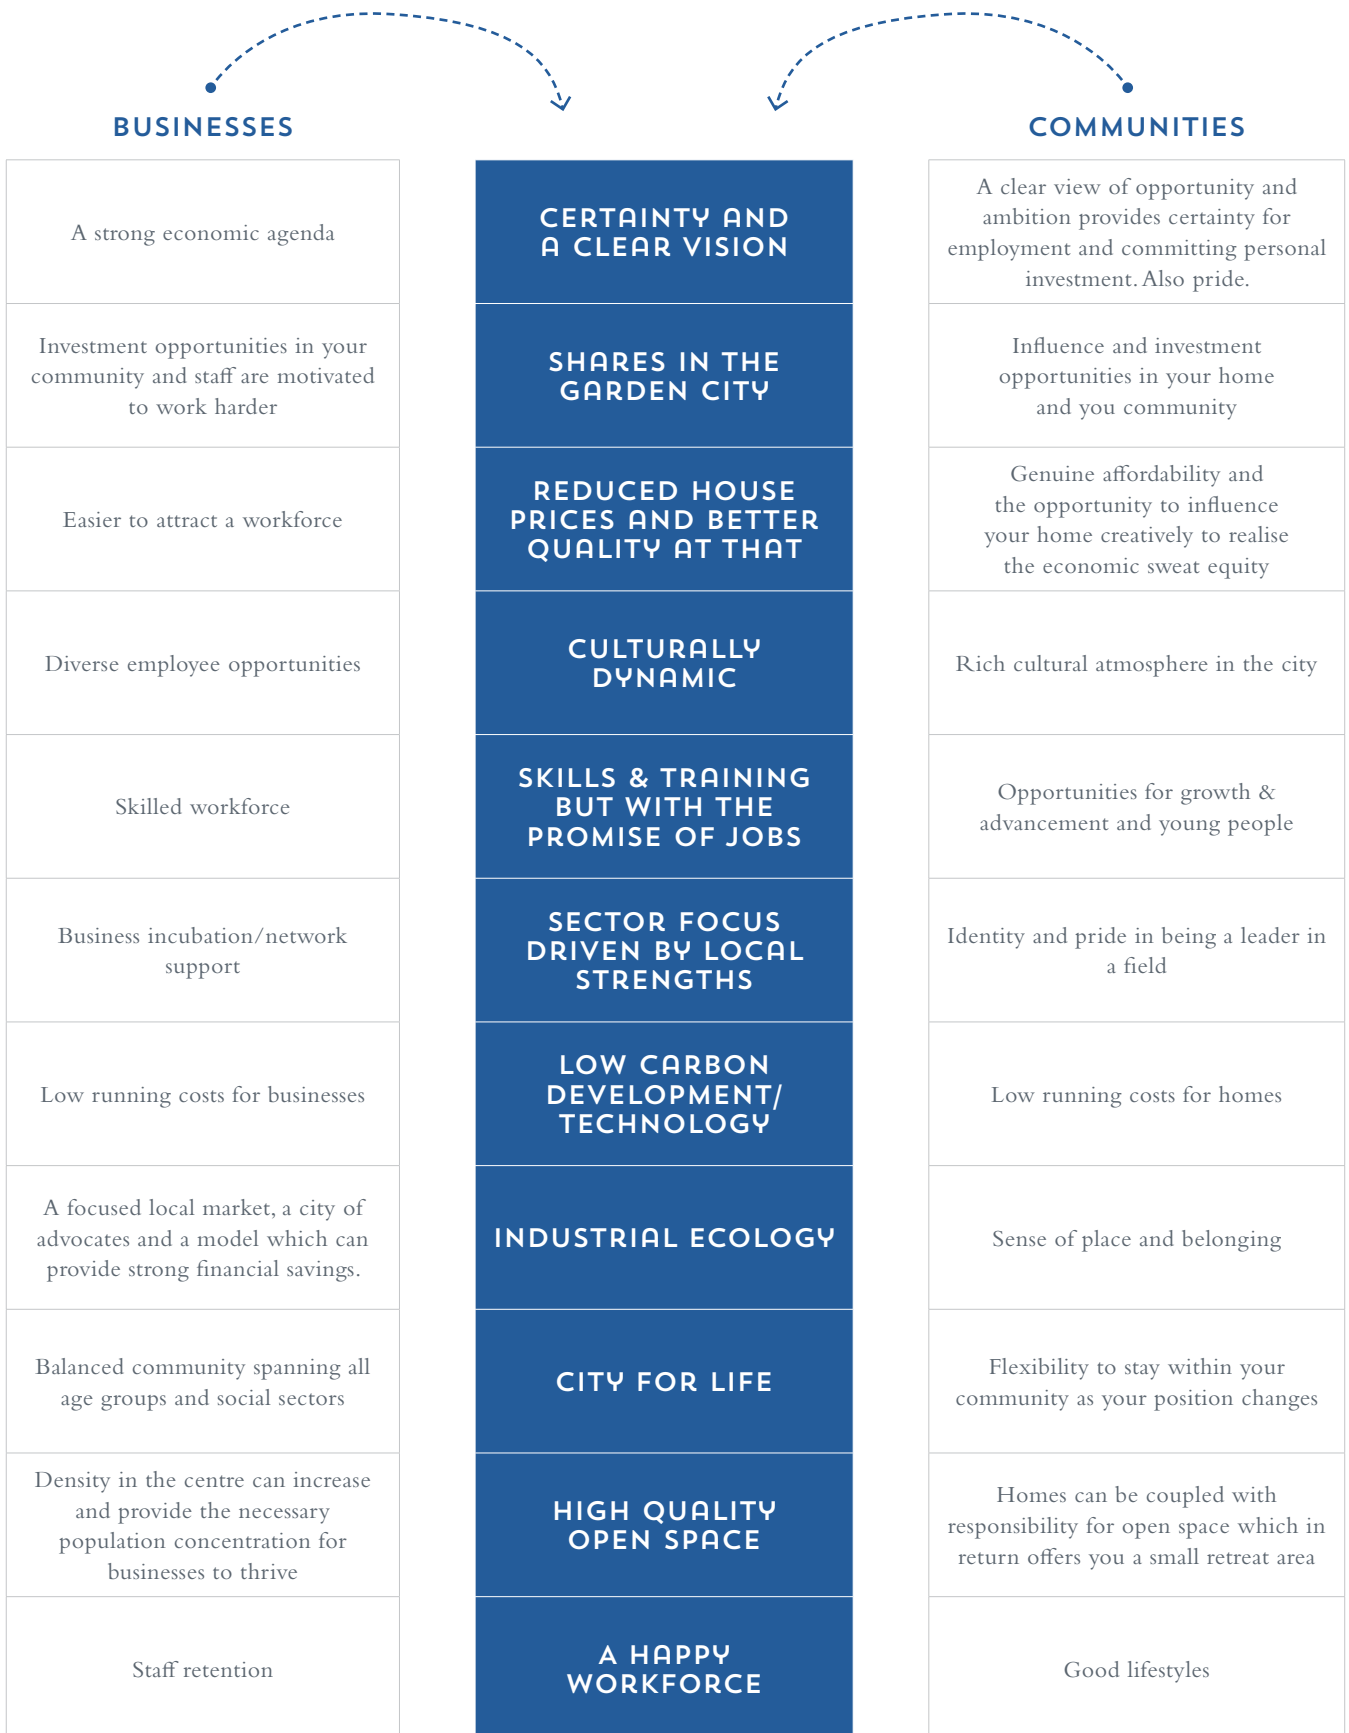 BUSINESSES
COMMUNITIES
A strong economic agenda
CERTAINTY AND
A CLEAR VISION
A clear view of opportunity and
ambition provides certainty for
employment and committing personal
investment. Also pride.
Investment opportunities in your
community and staff are motivated
to work harder
SHARES IN THE
GARDEN CITY
Influence and investment
opportunities in your home
and you community
Easier to attract a workforce
REDUCED HOUSE
PRICES AND BETTER
QUALITY AT THAT
Genuine affordability and
the opportunity to influence
your home creatively to realise
the economic sweat equity
Diverse employee opportunities
CULTURALLY
DYNAMIC
Rich cultural atmosphere in the city
Skilled workforce
SKILLS & TRAINING
BUT WITH THE
PROMISE OF JOBS
Opportunities for growth &
advancement and young people
Business incubation/network
support
SECTOR FOCUS
DRIVEN BY LOCAL
STRENGTHS
Identity and pride in being a leader in
a field
Low running costs for businesses
LOW CARBON
DEVELOPMENT/
TECHNOLOGY
Low running costs for homes
A focused local market, a city of
advocates and a model which can
provide strong financial savings.
INDUSTRIAL ECOLOGY
Sense of place and belonging
Balanced community spanning all
age groups and social sectors
CITY FOR LIFE
Flexibility to stay within your
community as your position changes
Density in the centre can increase
and provide the necessary
population concentration for
businesses to thrive
HIGH QUALITY
OPEN SPACE
Homes can be coupled with
responsibility for open space which in
return offers you a small retreat area
Staff retention
A HAPPY
WORKFORCE
Good lifestyles